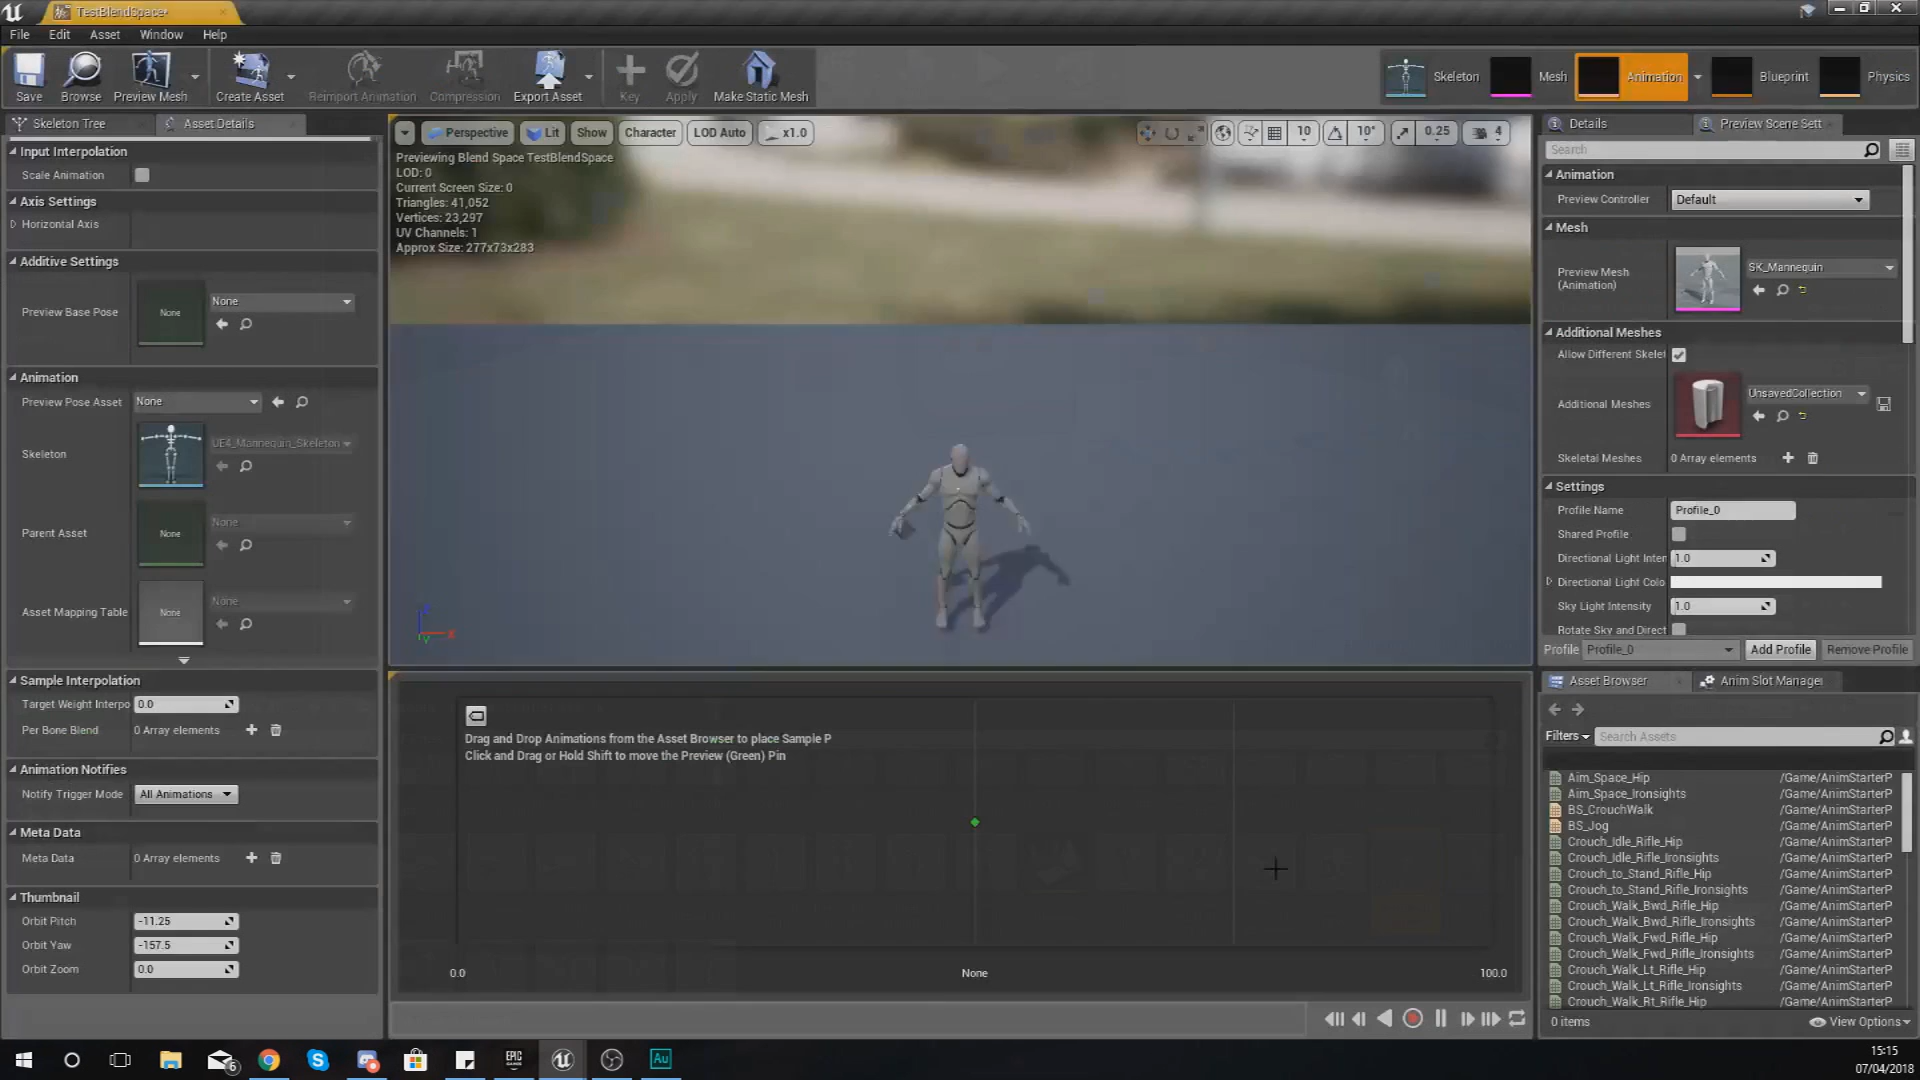 TestBlendSpace
File Edit Asset Window Help
Save Browse Preview Mesh Create Asset Reimport Animation Compression Export Asset Key Apply Make Static Mesh
Skeleton Mesh Animation Blueprint Physics
Skeleton Tree Asset Details
Input Interpolation
Scale Animation
Axis Settings
Horizontal Axis
Additive Settings
Preview Base Pose None None
Animation
Preview Pose Asset None
Skeleton UE4_Mannequin_Skeleton
Parent Asset None None
Asset Mapping Table None None
Sample Interpolation
Target Weight Interpo 0.0
Per Bone Blend 0 Array elements
Animation Notifies
Notify Trigger Mode All Animations
Meta Data
Meta Data 0 Array elements
Thumbnail
Orbit Pitch -11.25
Orbit Yaw -157.5
Orbit Zoom 0.0
Perspective Lit Show Character LOD Auto x1.0
10 10° 0.25 4
Previewing Blend Space TestBlendSpace
LOD: 0
Current Screen Size: 0
Triangles: 41,052
Vertices: 23,297
UV Channels: 1
Approx Size: 277x73x283
Drag and Drop Animations from the Asset Browser to place Sample P
Click and Drag or Hold Shift to move the Preview (Green) Pin
0.0 None 100.0
Details Preview Scene Sett
Search
Animation
Preview Controller Default
Mesh
Preview Mesh
(Animation)
SK_Mannequin
Additional Meshes
Allow Different Skelet
Additional Meshes UnsavedCollection
Skeletal Meshes 0 Array elements
Settings
Profile Name Profile_0
Shared Profile
Directional Light Inten 1.0
Directional Light Colo
Sky Light Intensity 1.0
Rotate Sky and Direct
Profile Profile_0 Add Profile Remove Profile
Asset Browser Anim Slot Manager
Filters Search Assets
Aim_Space_Hip /Game/AnimStarterP
Aim_Space_Ironsights /Game/AnimStarterP
BS_CrouchWalk /Game/AnimStarterP
BS_Jog /Game/AnimStarterP
Crouch_Idle_Rifle_Hip /Game/AnimStarterP
Crouch_Idle_Rifle_Ironsights /Game/AnimStarterP
Crouch_to_Stand_Rifle_Hip /Game/AnimStarterP
Crouch_to_Stand_Rifle_Ironsights /Game/AnimStarterP
Crouch_Walk_Bwd_Rifle_Hip /Game/AnimStarterP
Crouch_Walk_Bwd_Rifle_Ironsights /Game/AnimStarterP
Crouch_Walk_Fwd_Rifle_Hip /Game/AnimStarterP
Crouch_Walk_Fwd_Rifle_Ironsights /Game/AnimStarterP
Crouch_Walk_Lt_Rifle_Hip /Game/AnimStarterP
Crouch_Walk_Lt_Rifle_Ironsights /Game/AnimStarterP
Crouch_Walk_Rt_Rifle_Hip /Game/AnimStarterP
0 items View Options
6 EPIC GAMES Au
15:15
07/04/2018